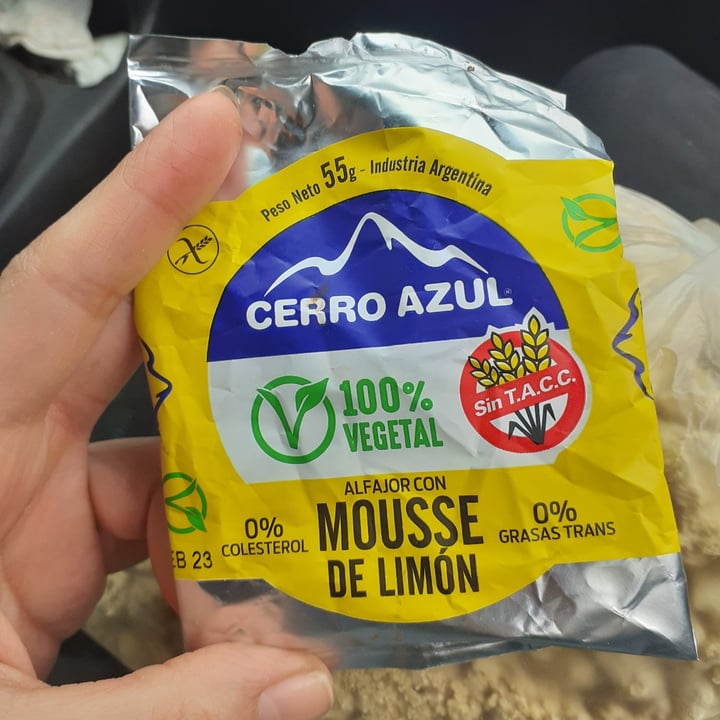 Peso Neto 55g - Industria Argentina
CERRO AZUL
100%
VEGETAL
Sin T.A.C.C.
ALFAJOR CON
MOUSSE
DE LIMÓN
0%
COLESTEROL
0%
GRASAS TRANS
EB 23